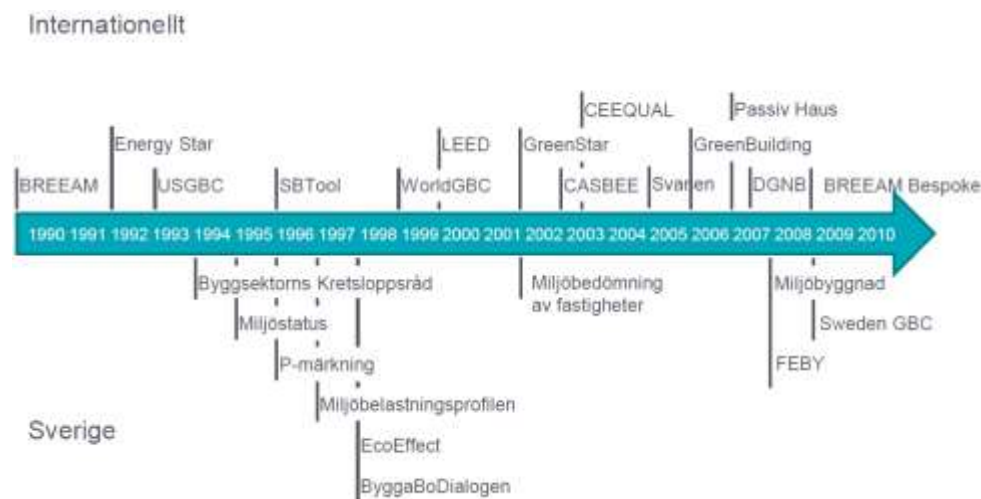 Internationellt
CEEQUAL Passiv Haus
Energy Star LEED GreenStar GreenBuilding
BREEAM USGBC SBTool WorldGBC CASBEE Svanen DGNB BREEAM Bespoke
1990 1991 1992 1993 1994 1995 1996 1997 1998 1999 2000 2001 2002 2003 2004 2005 2006 2007 2008 2009 2010
Byggsektorns Kretsloppsråd Miljöbedömning Miljöbyggnad
av fastigheter
Miljöstatus Sweden GBC
P-märkning FEBY
Miljöbelastningsprofilen
Sverige
EcoEffect
ByggaBoDialogen